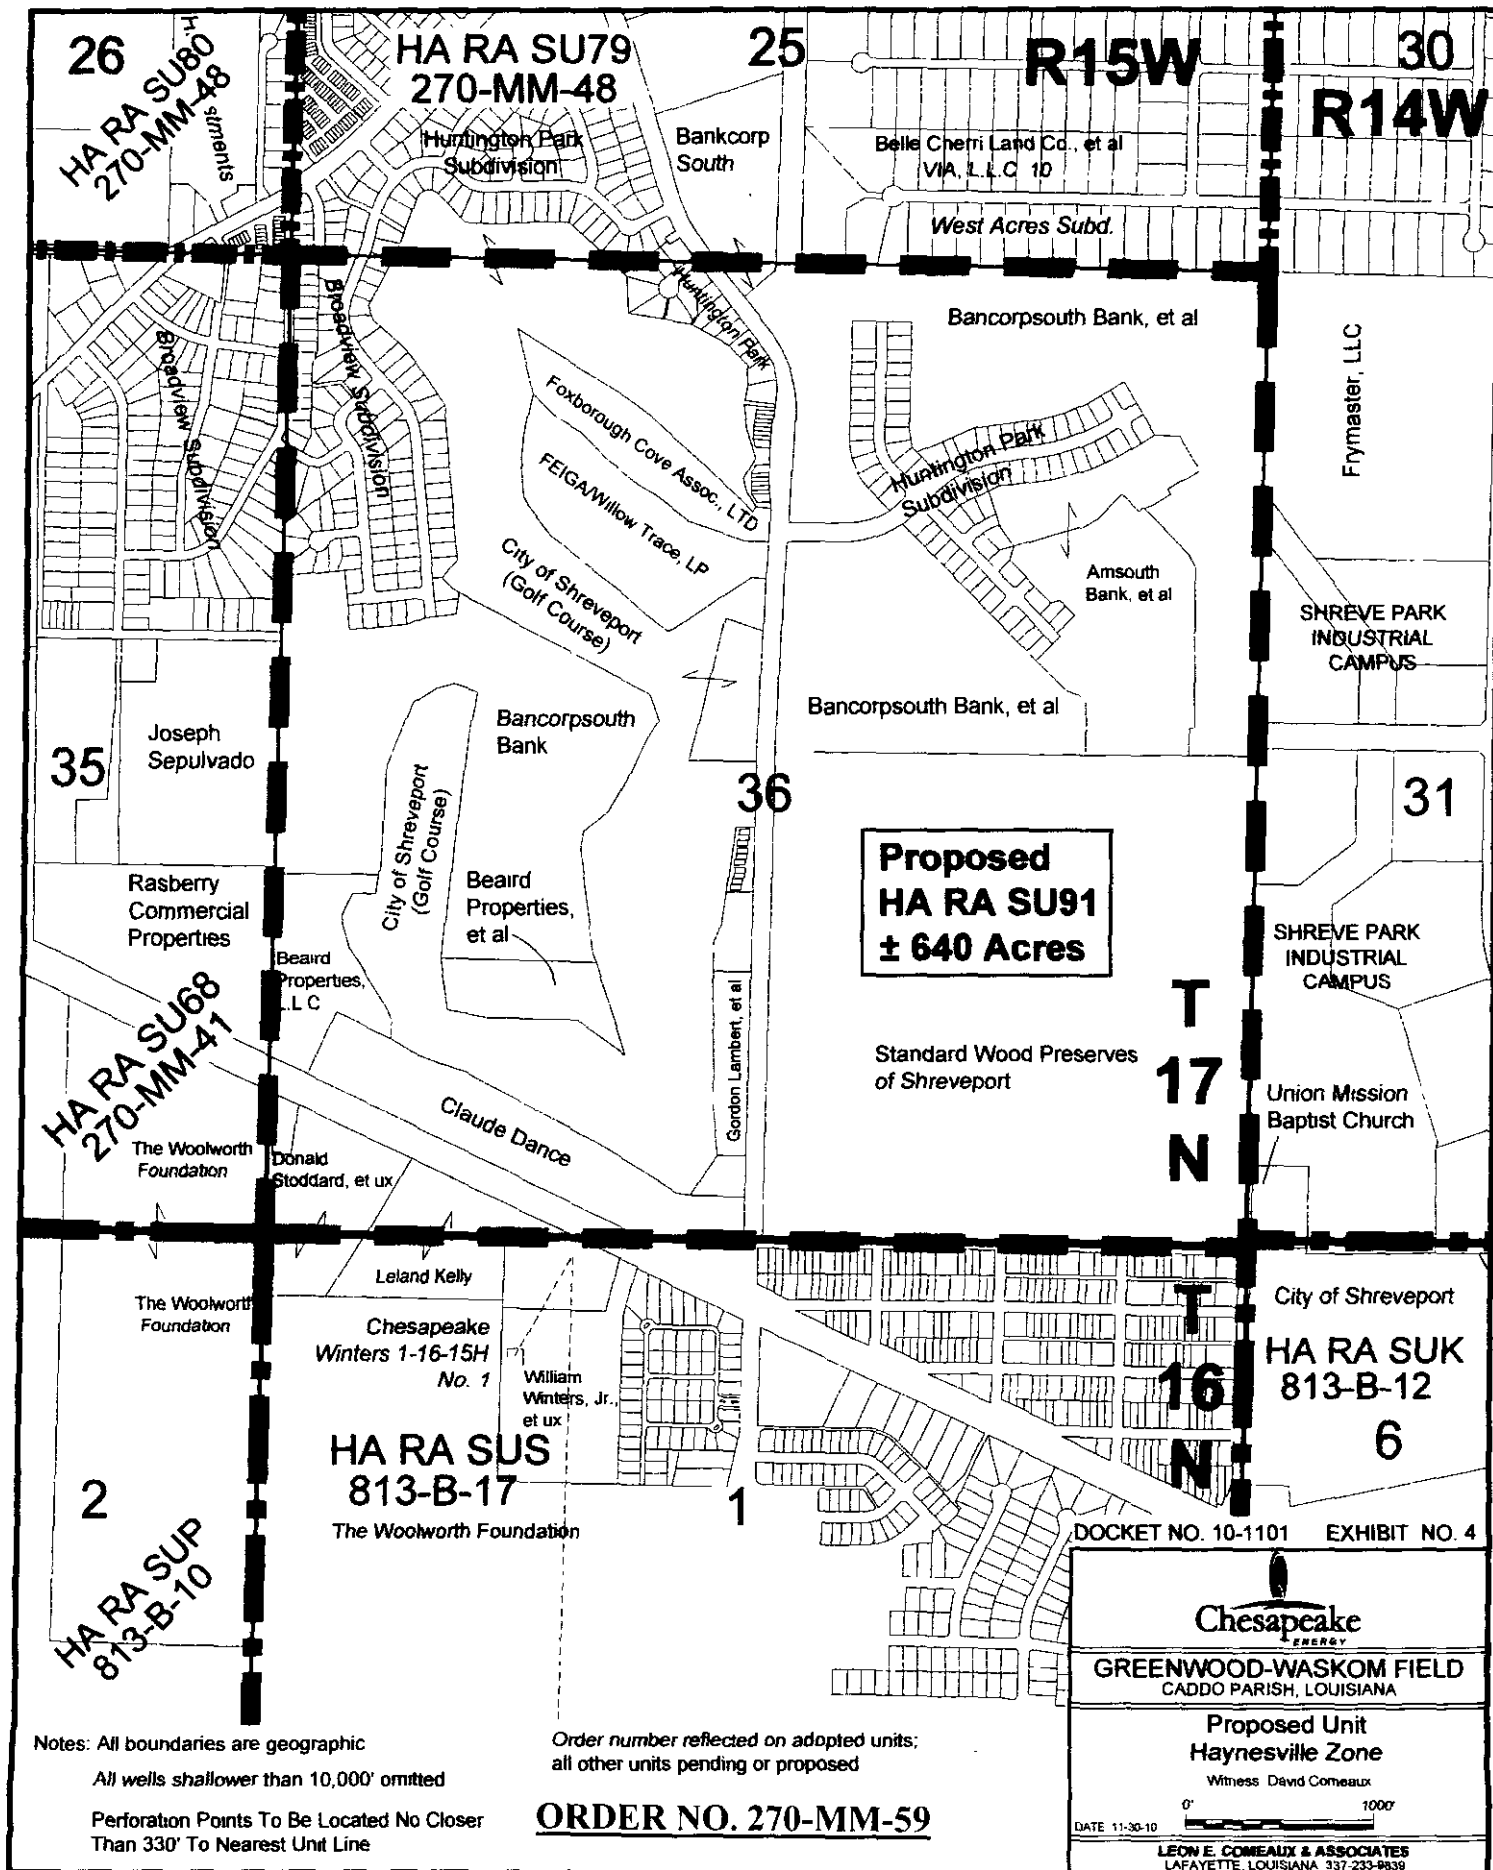 26
HA RA SU80
270-MM-48
stments
HA RA SU79
270-MM-48
25
R15W
30
R14W
Huntington Park
Subdivision
Bankcorp
South
Belle Cherri Land Co., et al
VIA, L.L.C. 10
West Acres Subd.
Broadview Subdivision
Broadview Subdivision
Huntington Park
Bancorpsouth Bank, et al
Frymaster, LLC
Foxborough Cove Assoc., LTD
FEIGA/Willow Trace, LP
City of Shreveport
(Golf Course)
Huntington Park
Subdivision
Amsouth
Bank, et al
SHREVE PARK
INDUSTRIAL
CAMPUS
Joseph
Sepulvado
35
Bancorpsouth
Bank
Bancorpsouth Bank, et al
36
31
City of Shreveport
(Golf Course)
Proposed
HA RA SU91
± 640 Acres
Rasberry
Commercial
Properties
Beaird
Properties,
et al
Beaird
Properties,
L.L C
SHREVE PARK
INDUSTRIAL
CAMPUS
HA RA SU68
270-MM-41
Gordon Lambert, et al
T
17
N
Standard Wood Preserves
of Shreveport
Claude Dance
Union Mission
Baptist Church
The Woolworth
Foundation
Donald
Stoddard, et ux
Leland Kelly
The Woolworth
Foundation
Chesapeake
Winters 1-16-15H
No. 1
William
Winters, Jr.,
et ux
T
16
N
City of Shreveport
HA RA SUK
813-B-12
6
HA RA SUS
813-B-17
The Woolworth Foundation
2
1
HA RA SUP
813-B-10
DOCKET NO. 10-1101 EXHIBIT NO. 4
Chesapeake
ENERGY
GREENWOOD-WASKOM FIELD
CADDO PARISH, LOUISIANA
Proposed Unit
Haynesville Zone
Witness David Comeaux
0' 1000'
DATE 11-30-10
LEON E. COMEAUX & ASSOCIATES
LAFAYETTE, LOUISIANA 337-233-9839
Notes: All boundaries are geographic
All wells shallower than 10,000' omitted
Perforation Points To Be Located No Closer
Than 330' To Nearest Unit Line
Order number reflected on adopted units;
all other units pending or proposed
ORDER NO. 270-MM-59